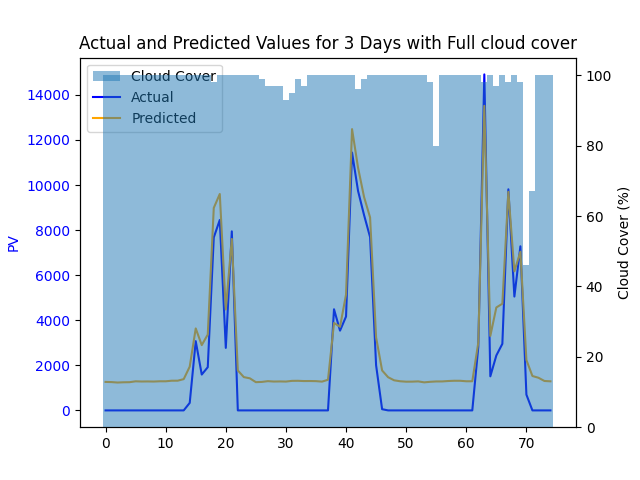 Actual and Predicted Values for 3 Days with Full cloud cover
Cloud Cover
Actual
Predicted
PV
14000
12000
10000
8000
6000
4000
2000
0
100
80
60
40
20
0
Cloud Cover (%)
0 10 20 30 40 50 60 70